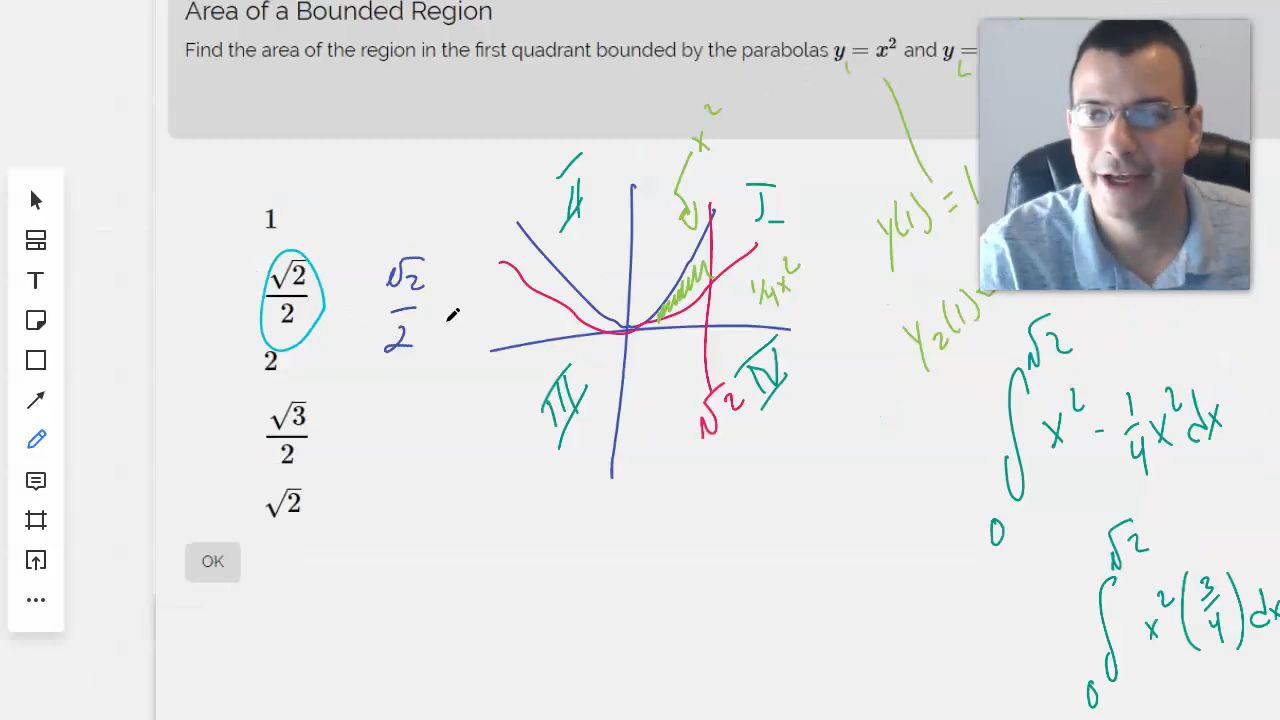 Area of a Bounded Region
Find the area of the region in the first quadrant bounded by the parabolas y = x² and y =
1
√2/2
2
√3/2
√2
OK
√2/2
II
x²
I
1/4x²
III
IV
√2
y(1) = 1
y₂(1)
∫₀^√2 x² - 1/4 x² dx
∫₀^√2 x² (3/4) dx
T